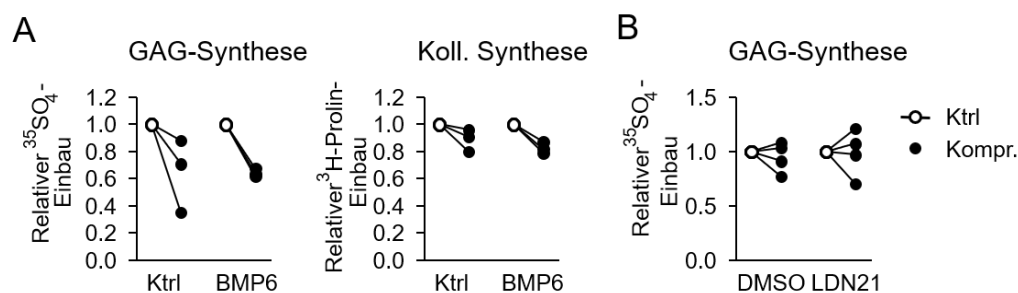 A
GAG-Synthese
Relativer ³⁵SO₄-
Einbau
1.2
1.0
0.8
0.6
0.4
0.2
0.0
Ktrl BMP6
Koll. Synthese
Relativer³H-Prolin-
Einbau
1.2
1.0
0.8
0.6
0.4
0.2
0.0
Ktrl BMP6
B
GAG-Synthese
Relativer ³⁵SO₄-
Einbau
1.5
1.0
0.5
0.0
DMSO LDN21
Ktrl
Kompr.